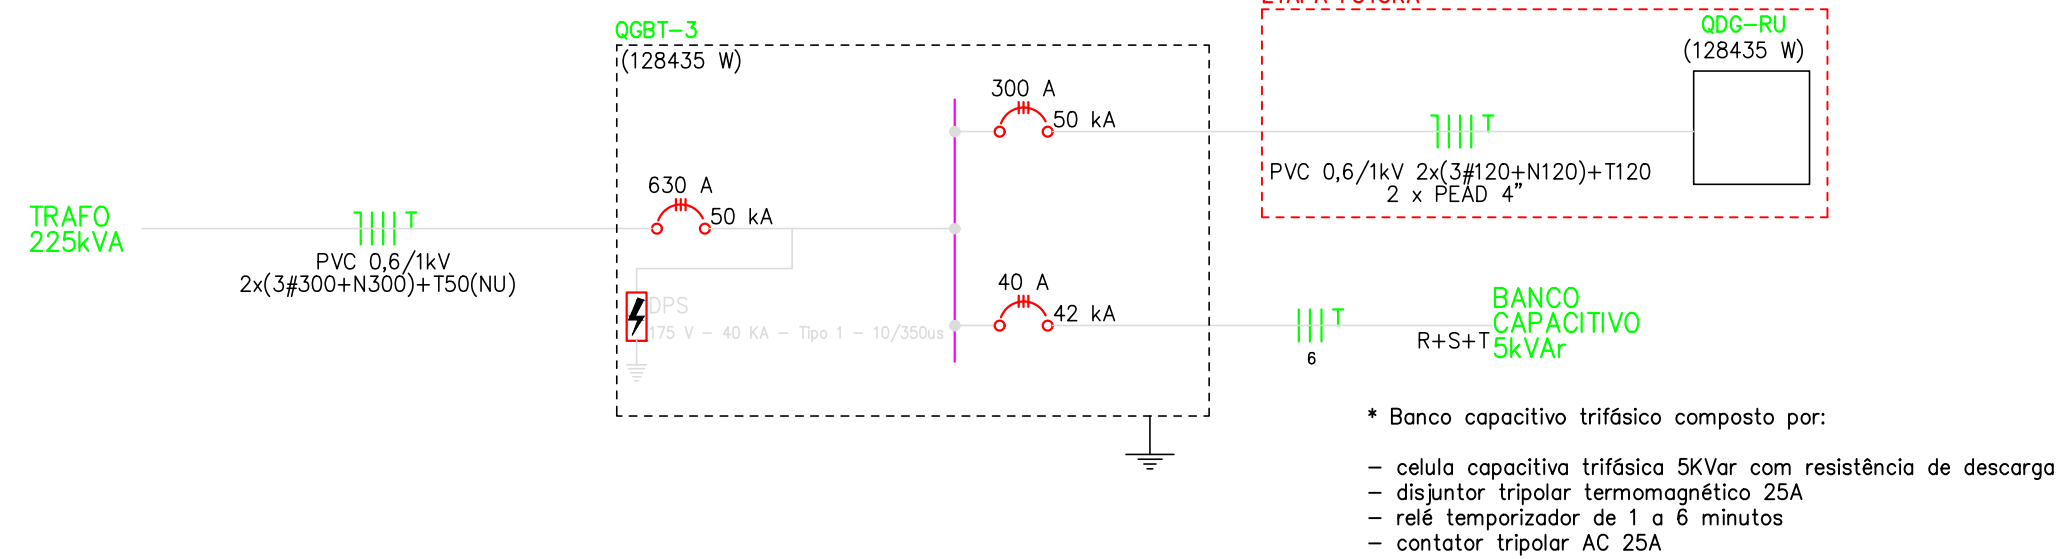 ETAPA FUTURA
QGBT-3
(128435 W)
QDG-RU
(128435 W)
300 A
50 kA
PVC 0,6/1kV 2x(3#120+N120)+T120
2 x PEAD 4"
T
630 A
50 kA
TRAFO
225kVA
T
PVC 0,6/1kV
2x(3#300+N300)+T50(NU)
DPS
175 V - 40 KA - Tipo 1 - 10/350us
40 A
42 kA
T
6
R+S+T
BANCO
CAPACITIVO
5kVAr
* Banco capacitivo trifásico composto por:
- celula capacitiva trifásica 5KVar com resistência de descarga
- disjuntor tripolar termomagnético 25A
- relé temporizador de 1 a 6 minutos
- contator tripolar AC 25A